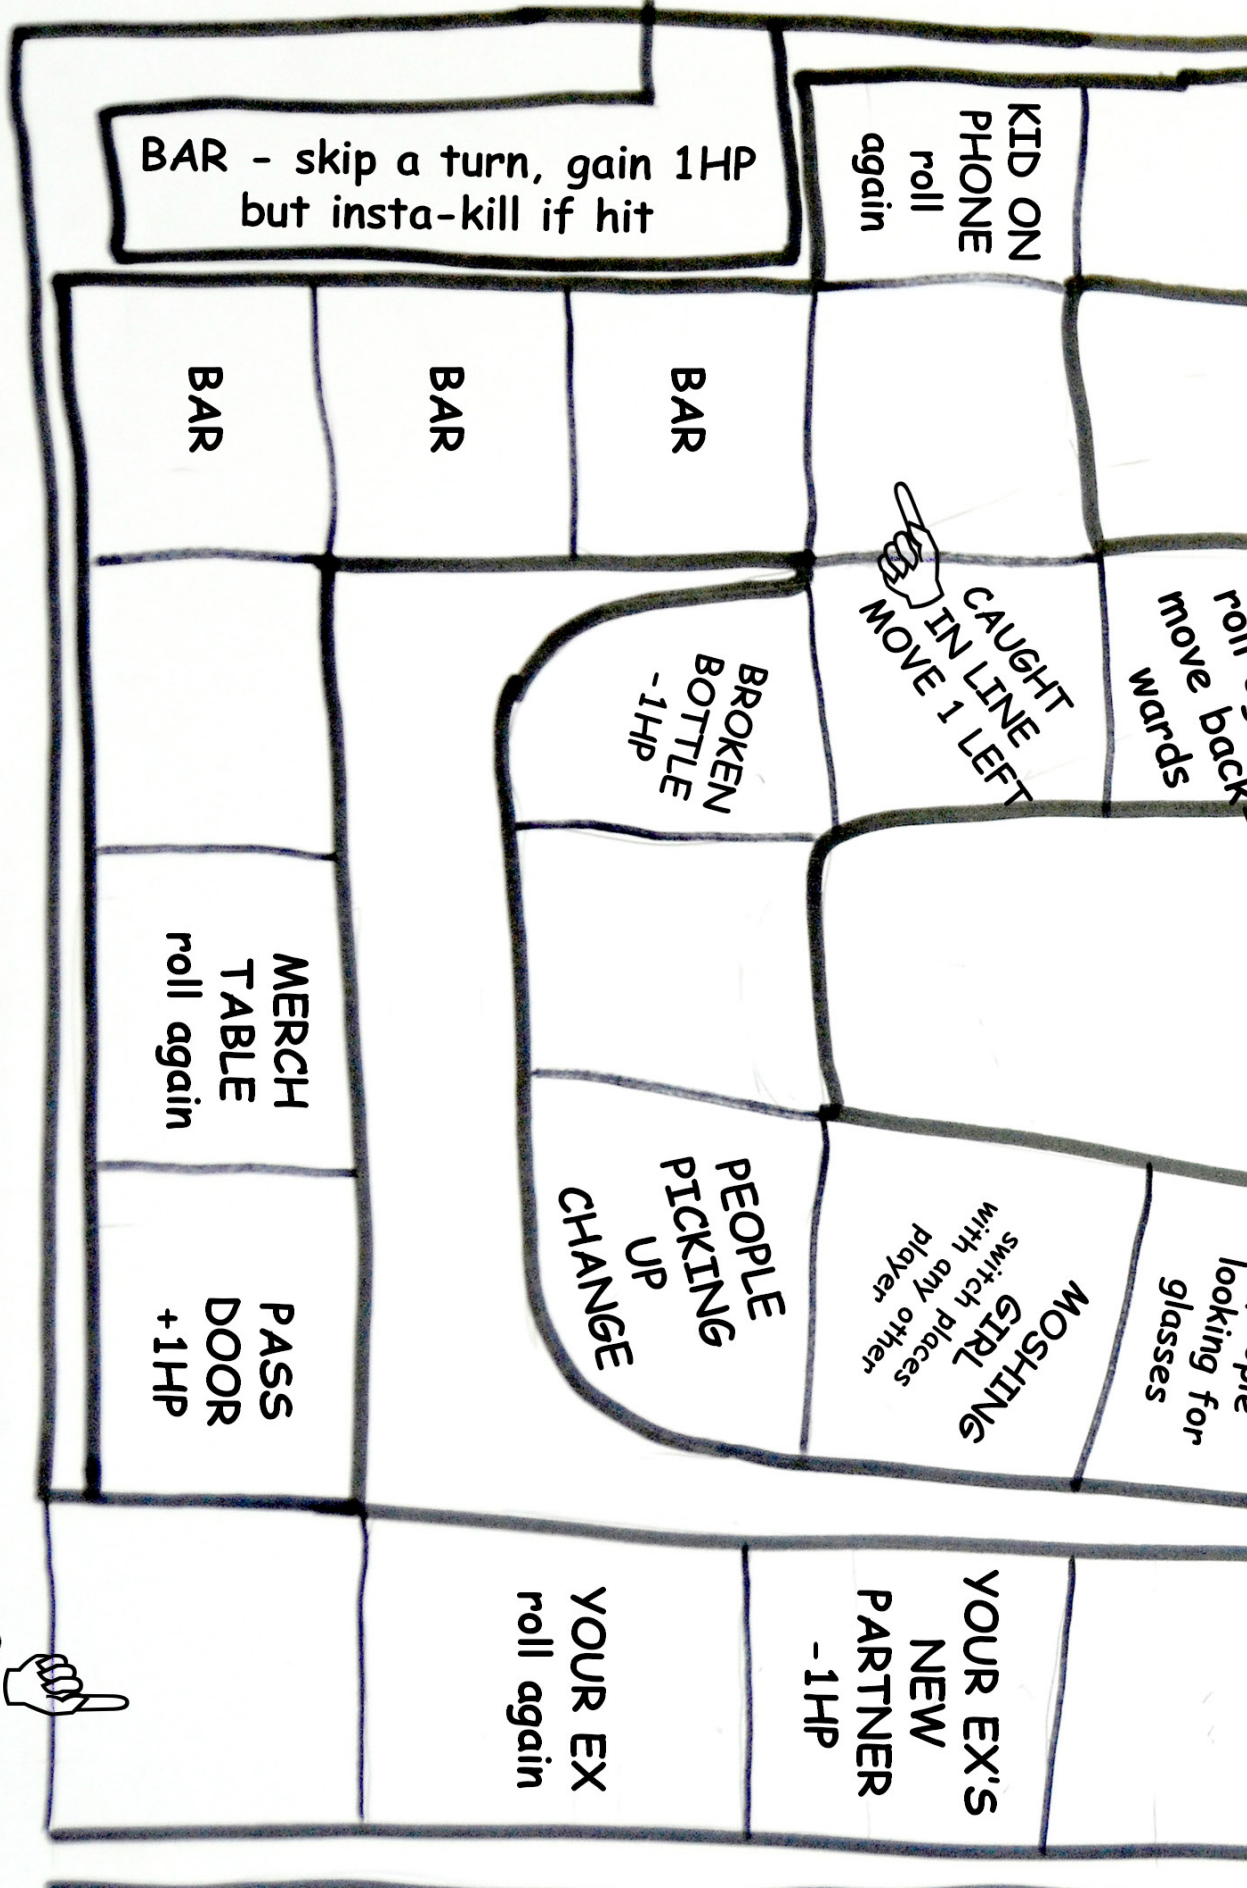 BAR - skip a turn, gain 1HP
but insta-kill if hit
KID ON
PHONE
roll
again
BAR
BAR
BAR
CAUGHT
IN LINE
MOVE 1 LEFT
move back
wards
BROKEN
BOTTLE
-1HP
MERCH
TABLE
roll again
PEOPLE
PICKING
UP
CHANGE
MOSHING
GIRL
switch places
with any other
player
looking for
glasses
PASS
DOOR
+1HP
YOUR EX
roll again
YOUR EX'S
NEW
PARTNER
-1HP